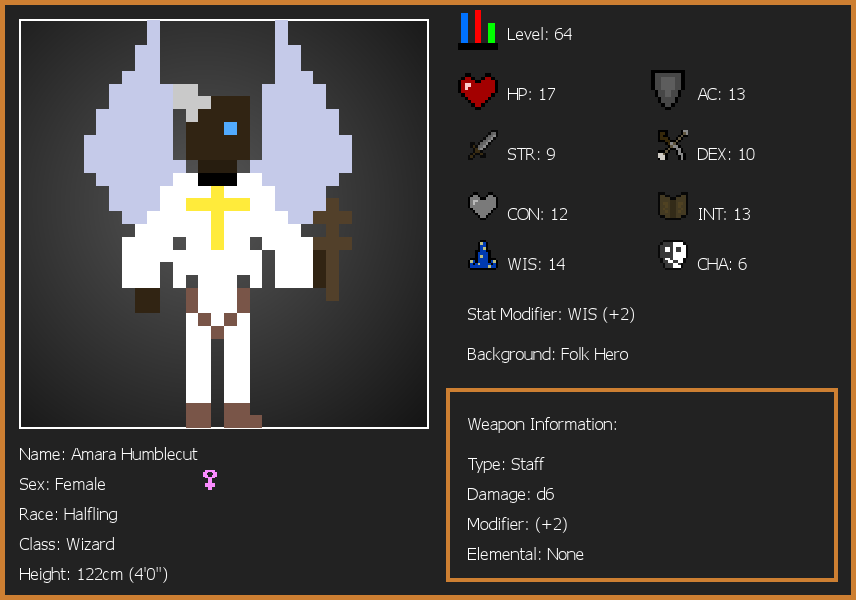 Level: 64
HP: 17
AC: 13
STR: 9
DEX: 10
CON: 12
INT: 13
WIS: 14
CHA: 6
Stat Modifier: WIS (+2)
Background: Folk Hero
Weapon Information:
Type: Staff
Damage: d6
Modifier: (+2)
Elemental: None
Name: Amara Humblecut
Sex: Female
Race: Halfling
Class: Wizard
Height: 122cm (4'0")